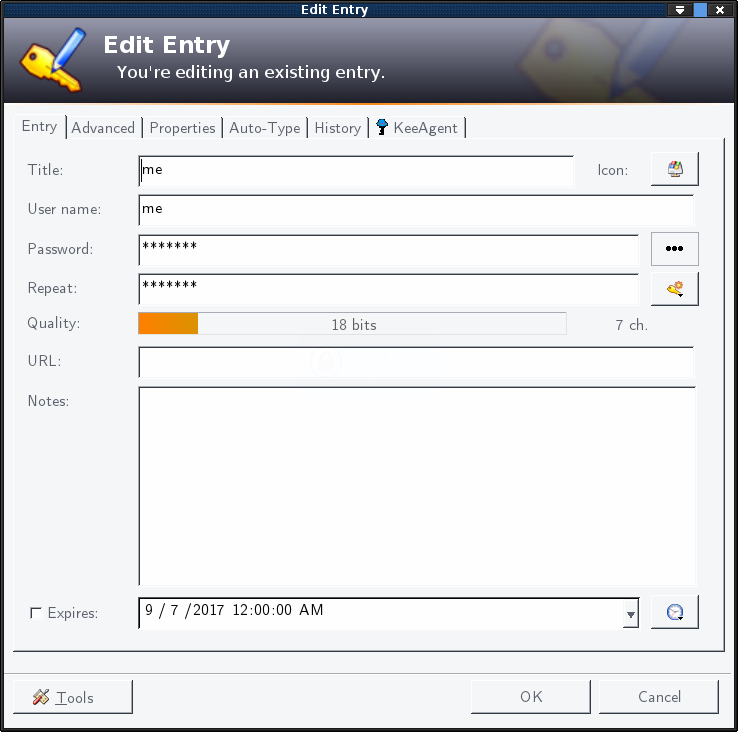 Edit Entry
Edit Entry
You're editing an existing entry.
Entry Advanced Properties Auto-Type History KeeAgent
Title: me Icon:
User name: me
Password: ******* •••
Repeat: *******
Quality: 18 bits 7 ch.
URL:
Notes:
Expires: 9 / 7 /2017 12:00:00 AM
Tools OK Cancel